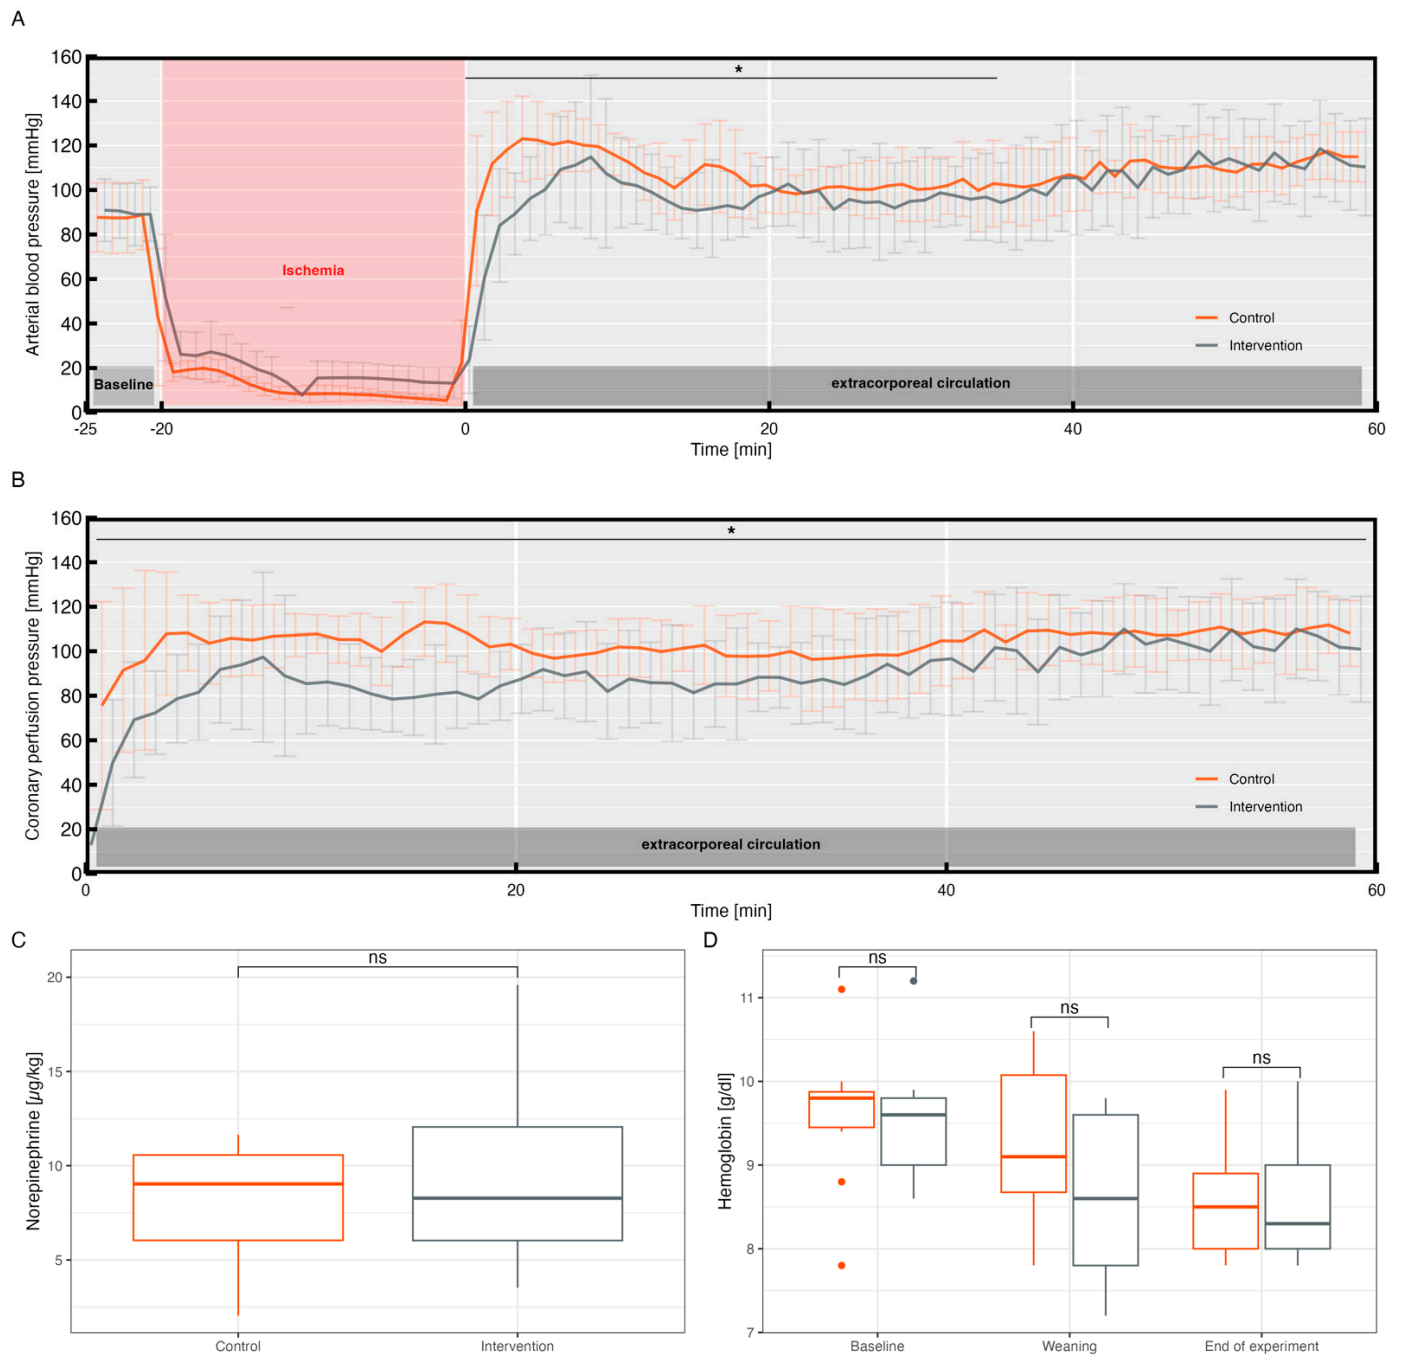 A
160
140
120
100
80
60
40
20
0
Arterial blood pressure [mmHg]
*
Ischemia
Control
Intervention
Baseline
extracorporeal circulation
-25
-20
0
20
40
60
Time [min]
B
160
140
120
100
80
60
40
20
0
Coronary perfusion pressure [mmHg]
*
Control
Intervention
extracorporeal circulation
0
20
40
60
Time [min]
C
20
15
10
5
Norepinephrine [µg/kg]
ns
Control
Intervention
D
11
10
9
8
7
Hemoglobin [g/dl]
ns
ns
ns
Baseline
Weaning
End of experiment